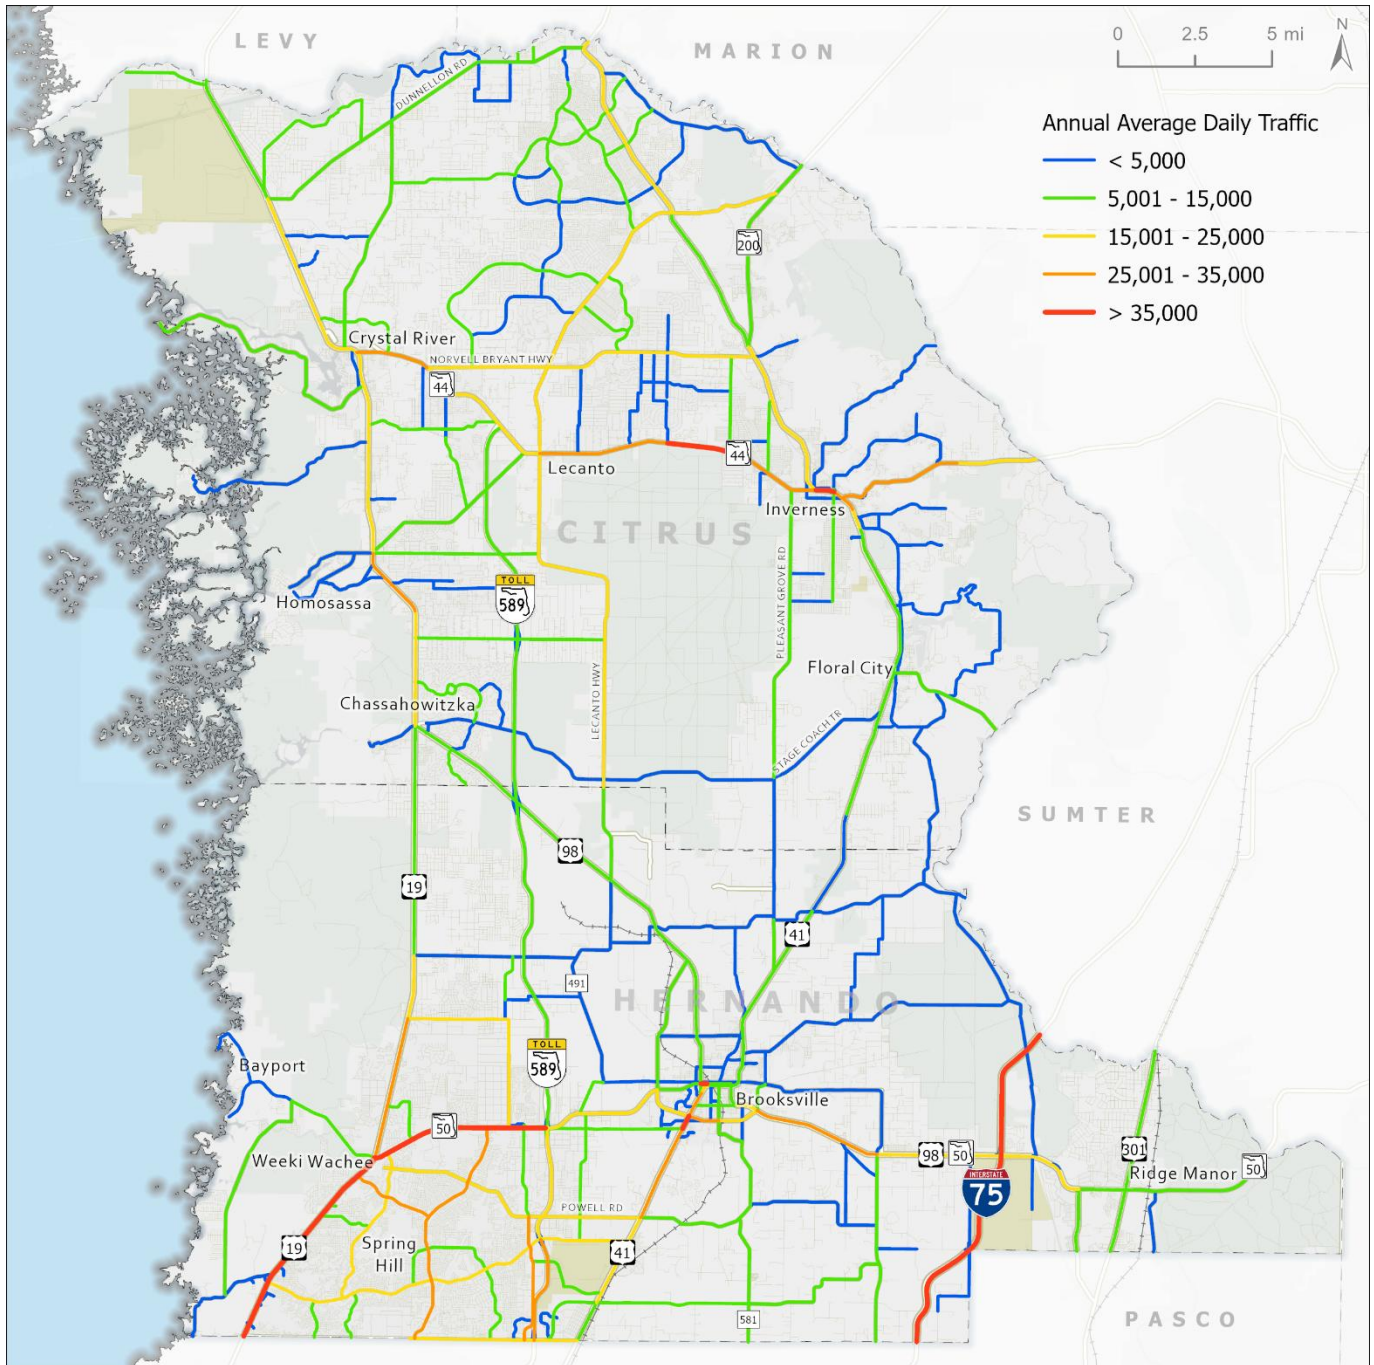 LEVY
MARION
0 2.5 5 mi
N
Annual Average Daily Traffic
< 5,000
5,001 - 15,000
15,001 - 25,000
25,001 - 35,000
> 35,000
DUNNELLON RD
200
Crystal River
NORVELL BRYANT HWY
44
44
Lecanto
Inverness
CITRUS
PLEASANT GROVE RD
TOLL
589
Homosassa
Floral City
LECANTO HWY
Chassahowitzka
STAGE COACH TR
SUMTER
98
19
41
491
HERNANDO
TOLL
589
Bayport
Brooksville
50
Weeki Wachee
98
50
301
Ridge Manor
50
INTERSTATE
75
POWELL RD
19
Spring
Hill
41
581
PASCO